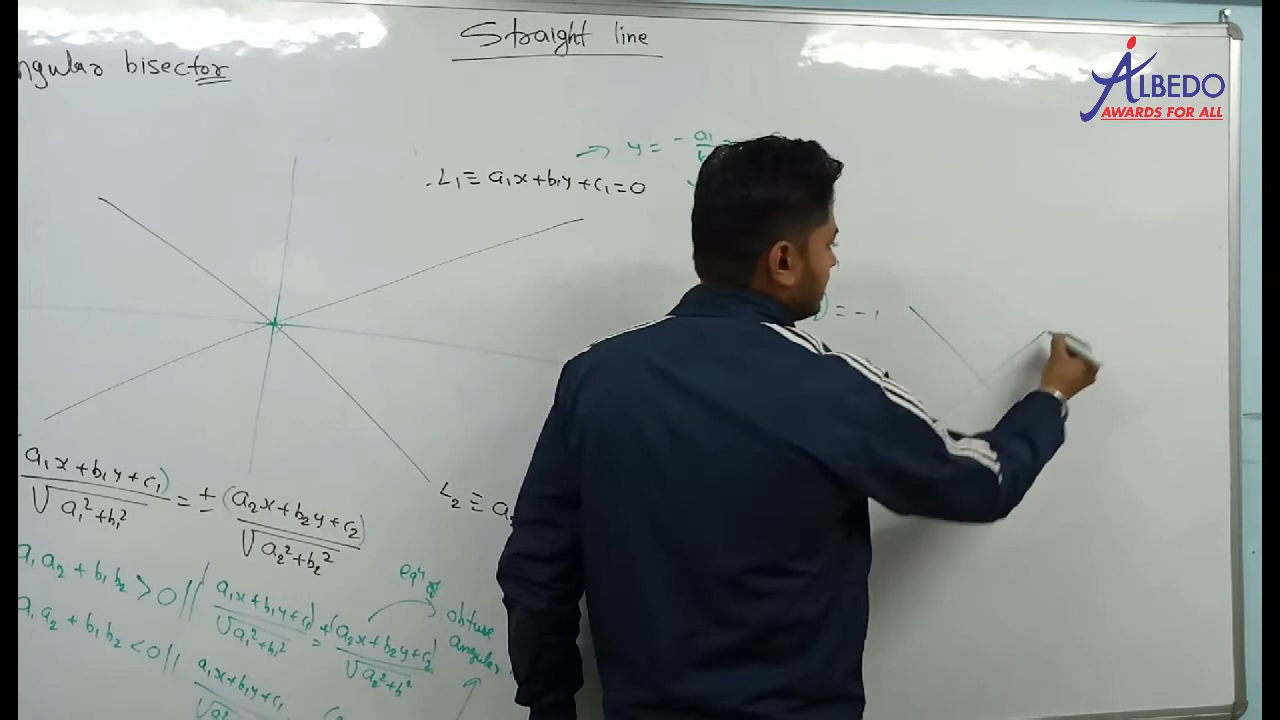 Straight line
ngular bisector
ALBEDO
AWARDS FOR ALL
→ y = - a₁
L₁ ≡ a₁x+b₁y+c₁=0
= -1
L₂ ≡ a₂
a₁x+b₁y+c₁) / √a₁²+b₁² = ± (a₂x+b₂y+c₂) / √a₂²+b₂²
a₁a₂ + b₁b₂ > 0 // a₁x+b₁y+c₁) / √a₁²+b₁² = +(a₂x+b₂y+c₂) / √a₂²+b²
eqⁿ of
obtuse
angular
a₁a₂ + b₁b₂ < 0 // a₁x+b₁y+c₁ / √a₁²